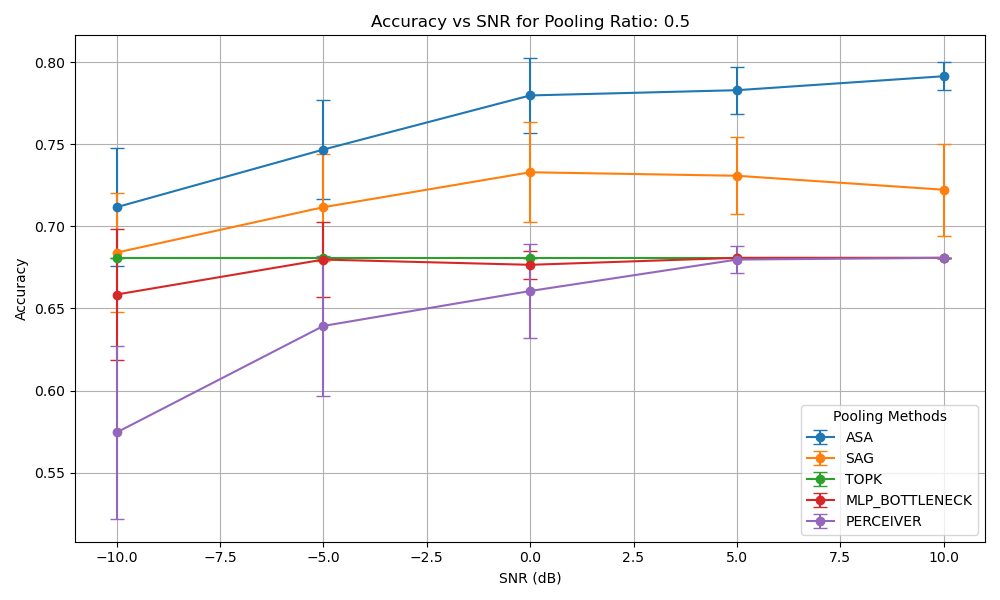 Accuracy vs SNR for Pooling Ratio: 0.5
Accuracy
0.80
0.75
0.70
0.65
0.60
0.55
Pooling Methods
ASA
SAG
TOPK
MLP_BOTTLENECK
PERCEIVER
−10.0 −7.5 −5.0 −2.5 0.0 2.5 5.0 7.5 10.0
SNR (dB)